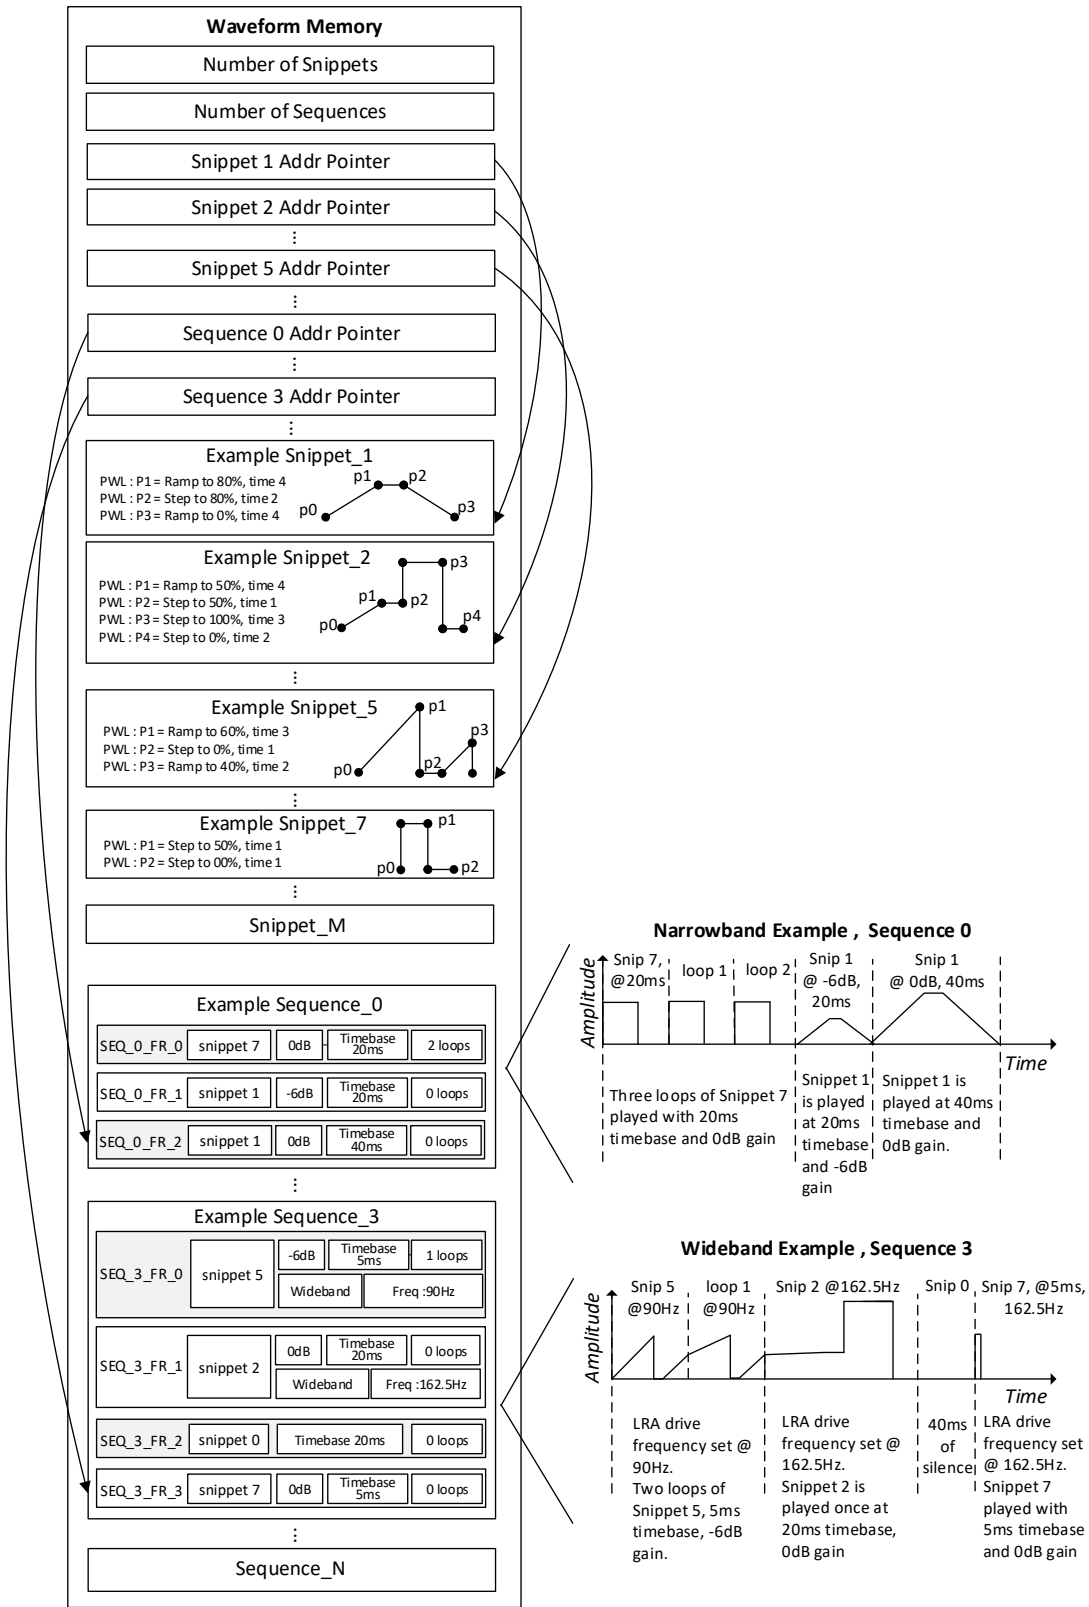 Waveform Memory
Number of Snippets
Number of Sequences
Snippet 1 Addr Pointer
Snippet 2 Addr Pointer
Snippet 5 Addr Pointer
Sequence 0 Addr Pointer
Sequence 3 Addr Pointer
Example Snippet_1
PWL : P1 = Ramp to 80%, time 4
PWL : P2 = Step to 80%, time 2
PWL : P3 = Ramp to 0%, time 4
p0
p1
p2
p3
Example Snippet_2
PWL : P1 = Ramp to 50%, time 4
PWL : P2 = Step to 50%, time 1
PWL : P3 = Step to 100%, time 3
PWL : P4 = Step to 0%, time 2
p0
p1
p2
p3
p4
Example Snippet_5
PWL : P1 = Ramp to 60%, time 3
PWL : P2 = Step to 0%, time 1
PWL : P3 = Ramp to 40%, time 2
p0
p1
p2
p3
Example Snippet_7
PWL : P1 = Step to 50%, time 1
PWL : P2 = Step to 00%, time 1
p0
p1
p2
Snippet_M
Example Sequence_0
SEQ_0_FR_0
snippet 7
0dB
Timebase
20ms
2 loops
SEQ_0_FR_1
snippet 1
-6dB
Timebase
20ms
0 loops
SEQ_0_FR_2
snippet 1
0dB
Timebase
40ms
0 loops
Example Sequence_3
SEQ_3_FR_0
snippet 5
-6dB
Timebase
5ms
1 loops
Wideband
Freq :90Hz
SEQ_3_FR_1
snippet 2
0dB
Timebase
20ms
0 loops
Wideband
Freq :162.5Hz
SEQ_3_FR_2
snippet 0
Timebase 20ms
0 loops
SEQ_3_FR_3
snippet 7
0dB
Timebase
5ms
0 loops
Sequence_N
Narrowband Example , Sequence 0
Amplitude
Snip 7,
@20ms
loop 1
loop 2
Snip 1
@ -6dB,
20ms
Snip 1
@ 0dB, 40ms
Time
Three loops of Snippet 7
played with 20ms
timebase and 0dB gain
Snippet 1
is played
at 20ms
timebase
and -6dB
gain
Snippet 1 is
played at 40ms
timebase and
0dB gain.
Wideband Example , Sequence 3
Amplitude
Snip 5
@90Hz
loop 1
@90Hz
Snip 2 @162.5Hz
Snip 0
Snip 7, @5ms,
162.5Hz
Time
LRA drive
frequency set @
90Hz.
Two loops of
Snippet 5, 5ms
timebase, -6dB
gain.
LRA drive
frequency set @
162.5Hz.
Snippet 2 is
played once at
20ms timebase,
0dB gain
40ms
of
silence
LRA drive
frequency set
@ 162.5Hz.
Snippet 7
played with
5ms timebase
and 0dB gain